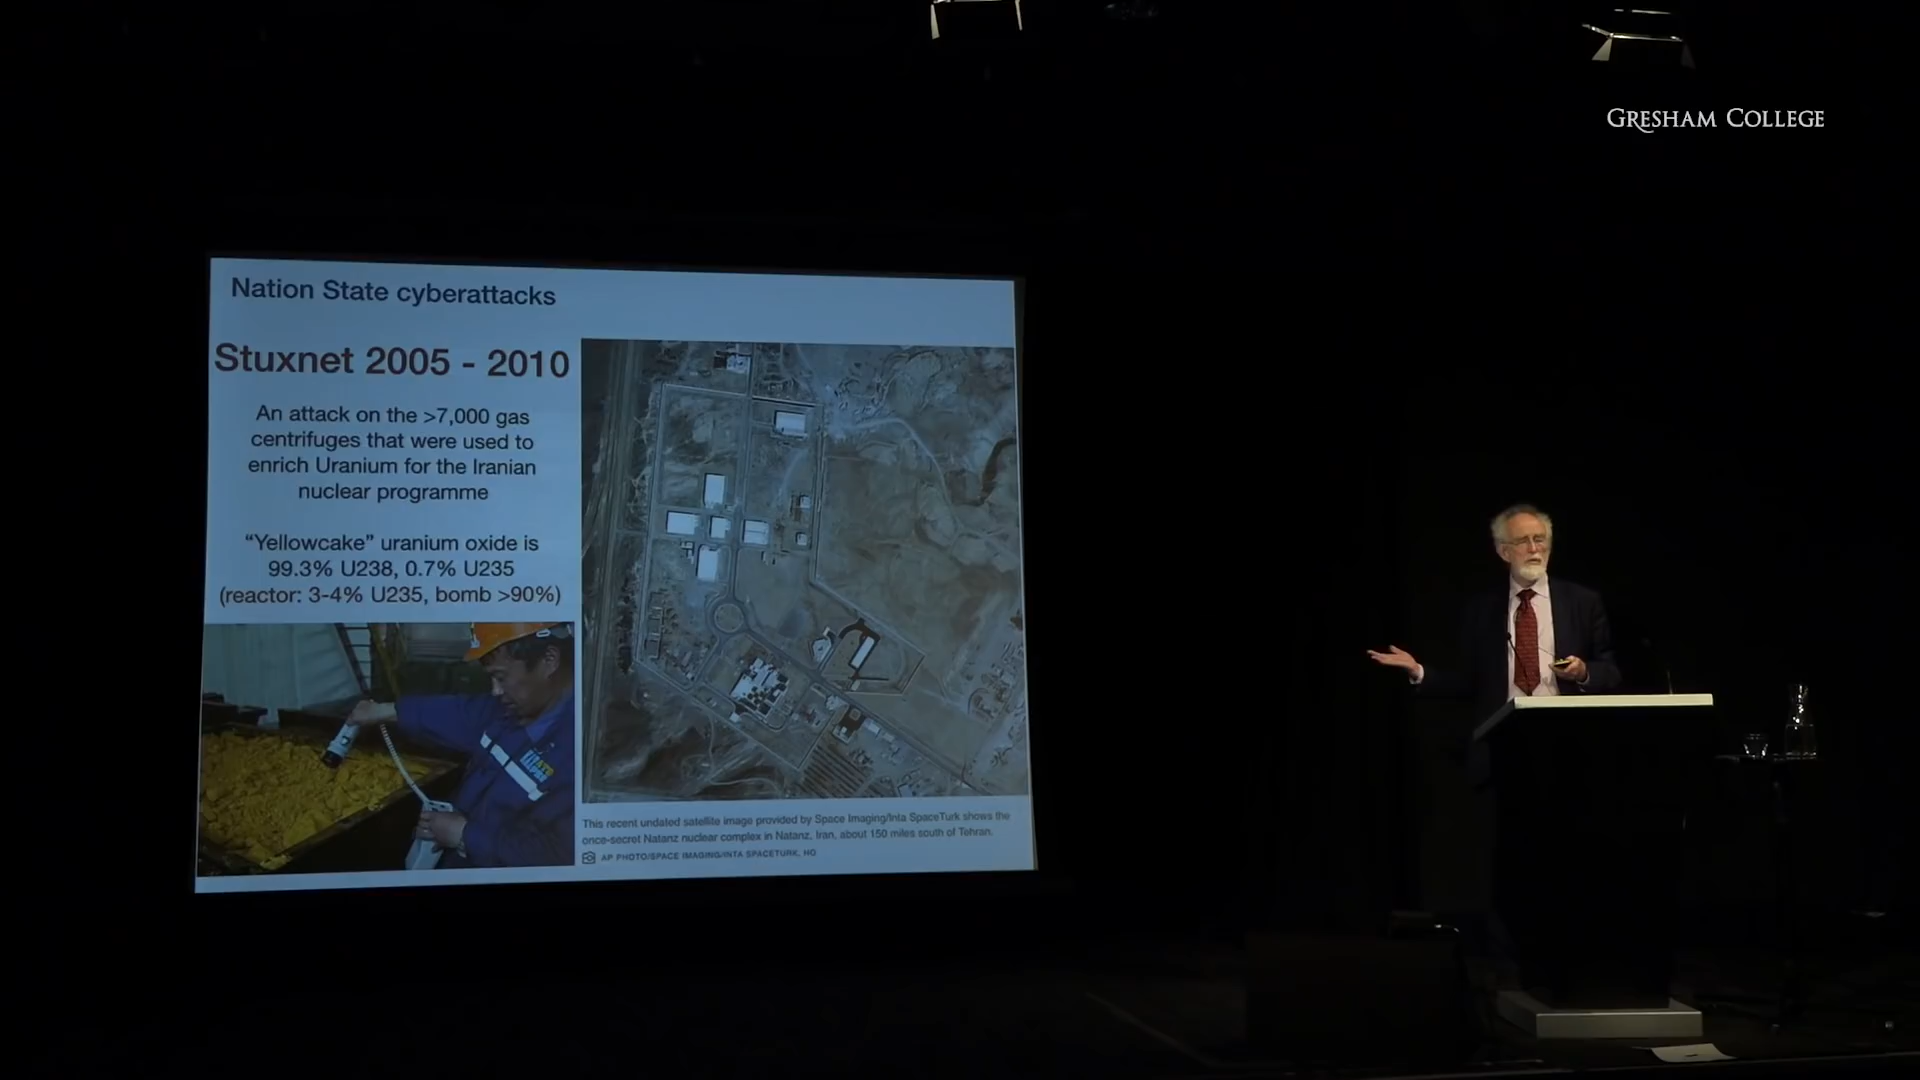 GRESHAM COLLEGE
Nation State cyberattacks
Stuxnet 2005 - 2010
An attack on the >7,000 gas
centrifuges that were used to
enrich Uranium for the Iranian
nuclear programme
“Yellowcake” uranium oxide is
99.3% U238, 0.7% U235
(reactor: 3-4% U235, bomb >90%)
This recent undated satellite image provided by Space Imaging/Inta SpaceTurk shows the
once-secret Natanz nuclear complex in Natanz, Iran, about 150 miles south of Tehran.
AP PHOTO/SPACE IMAGING/INTA SPACETURK, HO